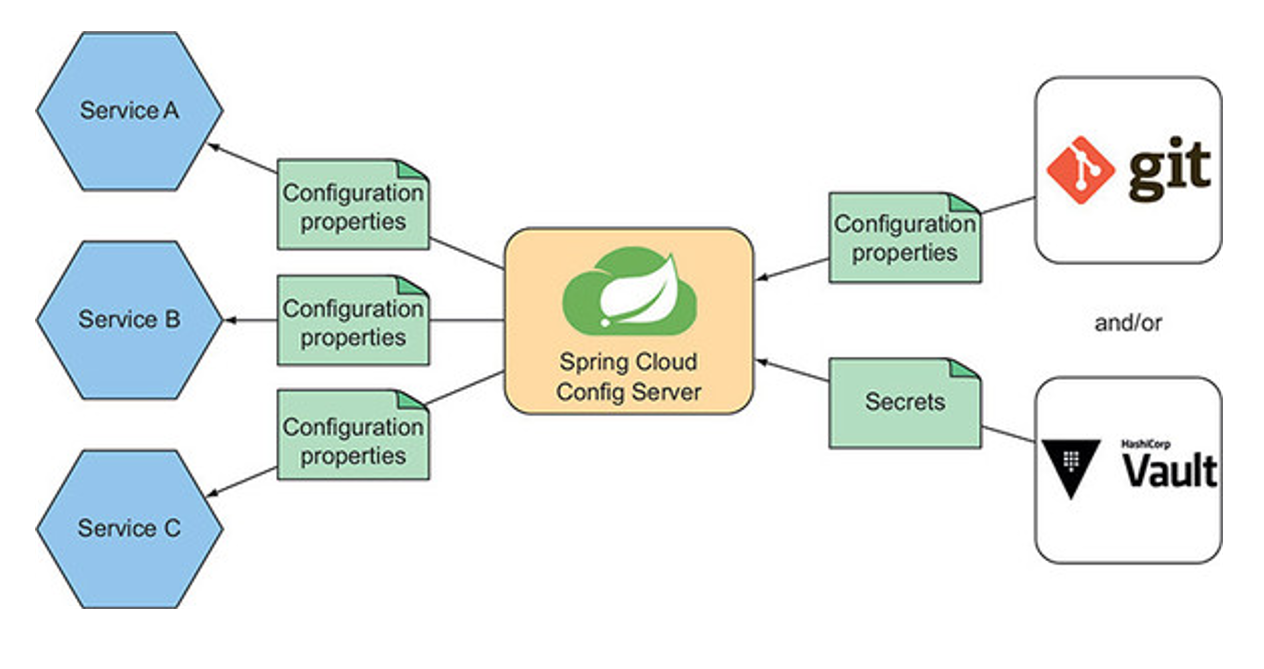 Service A
Configuration
properties
Service B
Configuration
properties
Service C
Configuration
properties
Spring Cloud
Config Server
Configuration
properties
git
and/or
Secrets
HashiCorp
Vault